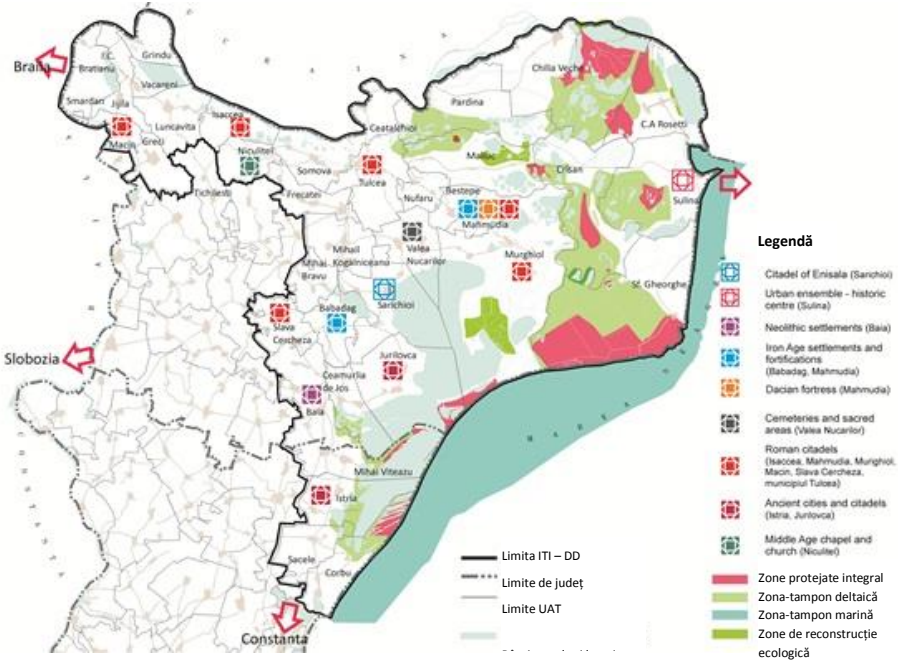 Braila
I.C.
Bratianu
Grindu
Vacareni
Smardan
Jijila
Macin
Greci
Luncavita
Isaccea
Niculitel
Somova
Frecatei
Tichilesti
Tulcea
Ceatalchioi
Pardina
Chilia Veche
C.A Rosetti
Maliuc
Crisan
Sulina
Bestepe
Nufaru
Mahmudia
Valea
Nucarilor
Murghiol
Sf. Gheorghe
Mihail
Kogalniceanu
Mihai
Bravu
Sarichioi
Babadag
Slava
Cercheza
Slobozia
Jurilovca
Ceamurlia
de Jos
Baia
Mihai Viteazu
Istria
Sacele
Corbu
Constanta
Limita ITI – DD
Limite de județ
Limite UAT
Legendă
Citadel of Enisala (Sarichioi)
Urban ensemble - historic
centre (Sulina)
Neolithic settlements (Baia)
Iron Age settlements and
fortifications
(Babadag, Mahmudia)
Dacian fortress (Mahmudia)
Cemeteries and sacred
areas (Valea Nucarilor)
Roman citadels
(Isaccea, Mahmudia, Murighiol,
Macin, Slava Cercheza,
municipiul Tulcea)
Ancient cities and citadels
(Istria, Jurilovca)
Middle Age chapel and
church (Niculitel)
Zone protejate integral
Zona-tampon deltaică
Zona-tampon marină
Zone de reconstrucție
ecologică